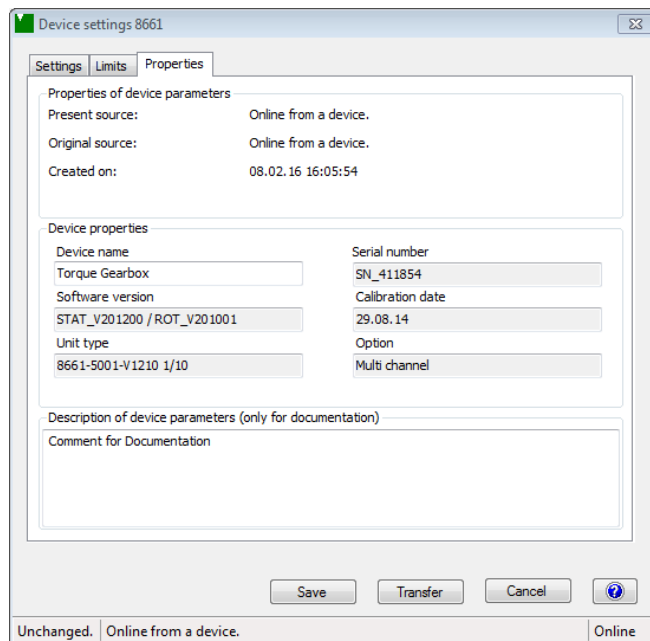 Device settings 8661
Settings Limits Properties
Properties of device parameters
Present source: Online from a device.
Original source: Online from a device.
Created on: 08.02.16 16:05:54
Device properties
Device name Serial number
Torque Gearbox SN_411854
Software version Calibration date
STAT_V201200 / ROT_V201001 29.08.14
Unit type Option
8661-5001-V1210 1/10 Multi channel
Description of device parameters (only for documentation)
Comment for Documentation
Save Transfer Cancel ?
Unchanged. Online from a device. Online